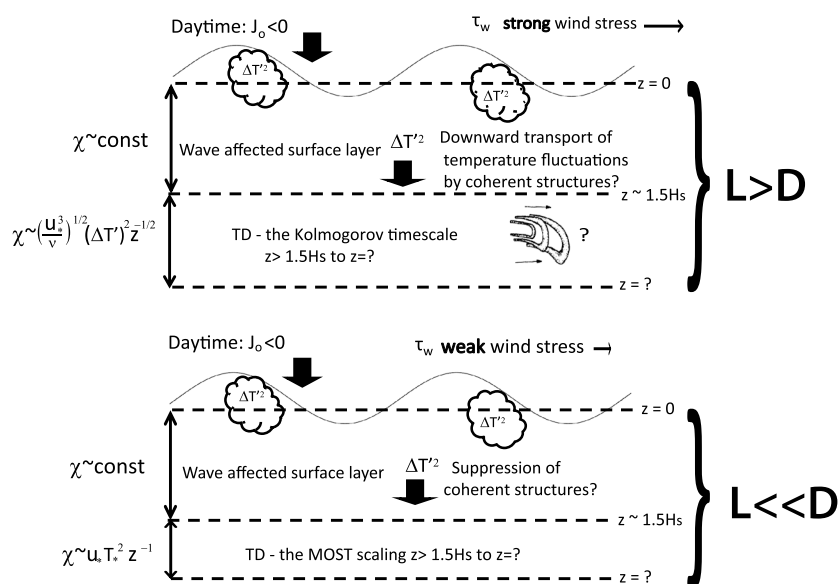 Daytime: Jₒ<0
τw strong wind stress
ΔT'²
ΔT'²
z = 0
χ~const
Wave affected surface layer
ΔT'²
Downward transport of
temperature fluctuations
by coherent structures?
z ~ 1.5Hs
L>D
χ~(u*³/ν)^1/2(ΔT')²z^-1/2
TD - the Kolmogorov timescale
z> 1.5Hs to z=?
?
z = ?
Daytime: Jₒ<0
τw weak wind stress
ΔT'²
ΔT'²
z = 0
χ~const
Wave affected surface layer
ΔT'²
Suppression of
coherent structures?
L<<D
z ~ 1.5Hs
χ~u*T*² z⁻¹
TD - the MOST scaling z> 1.5Hs to z=?
z = ?